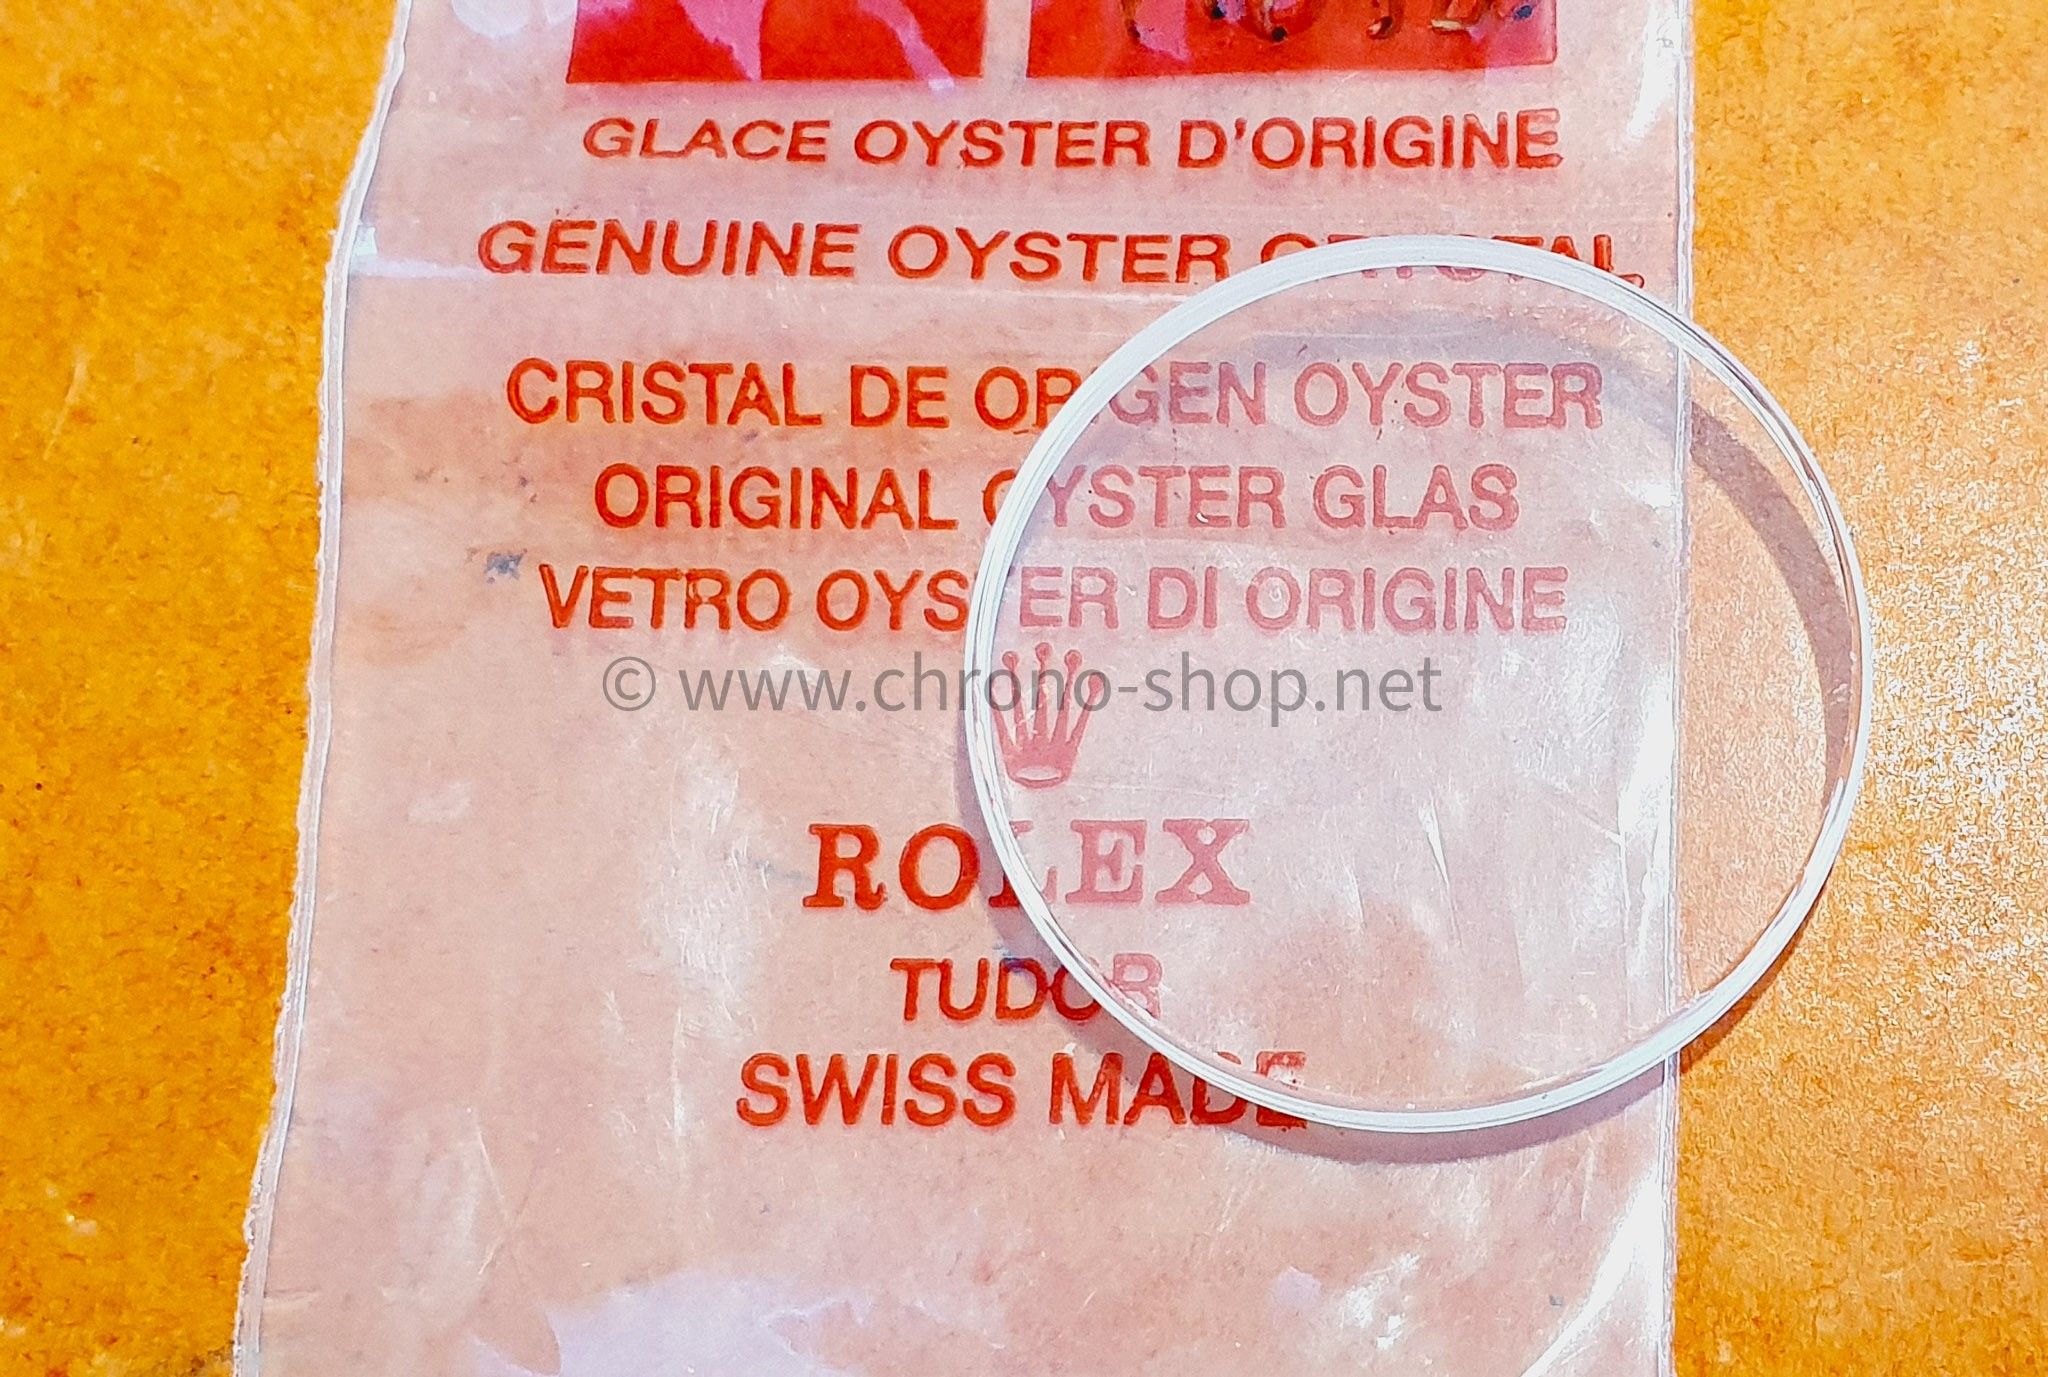 GLACE OYSTER D'ORIGINE
GENUINE OYSTER CRYSTAL
CRISTAL DE ORIGEN OYSTER
ORIGINAL OYSTER GLAS
VETRO OYSTER DI ORIGINE
© www.chrono-shop.net
ROLEX
TUDOR
SWISS MADE